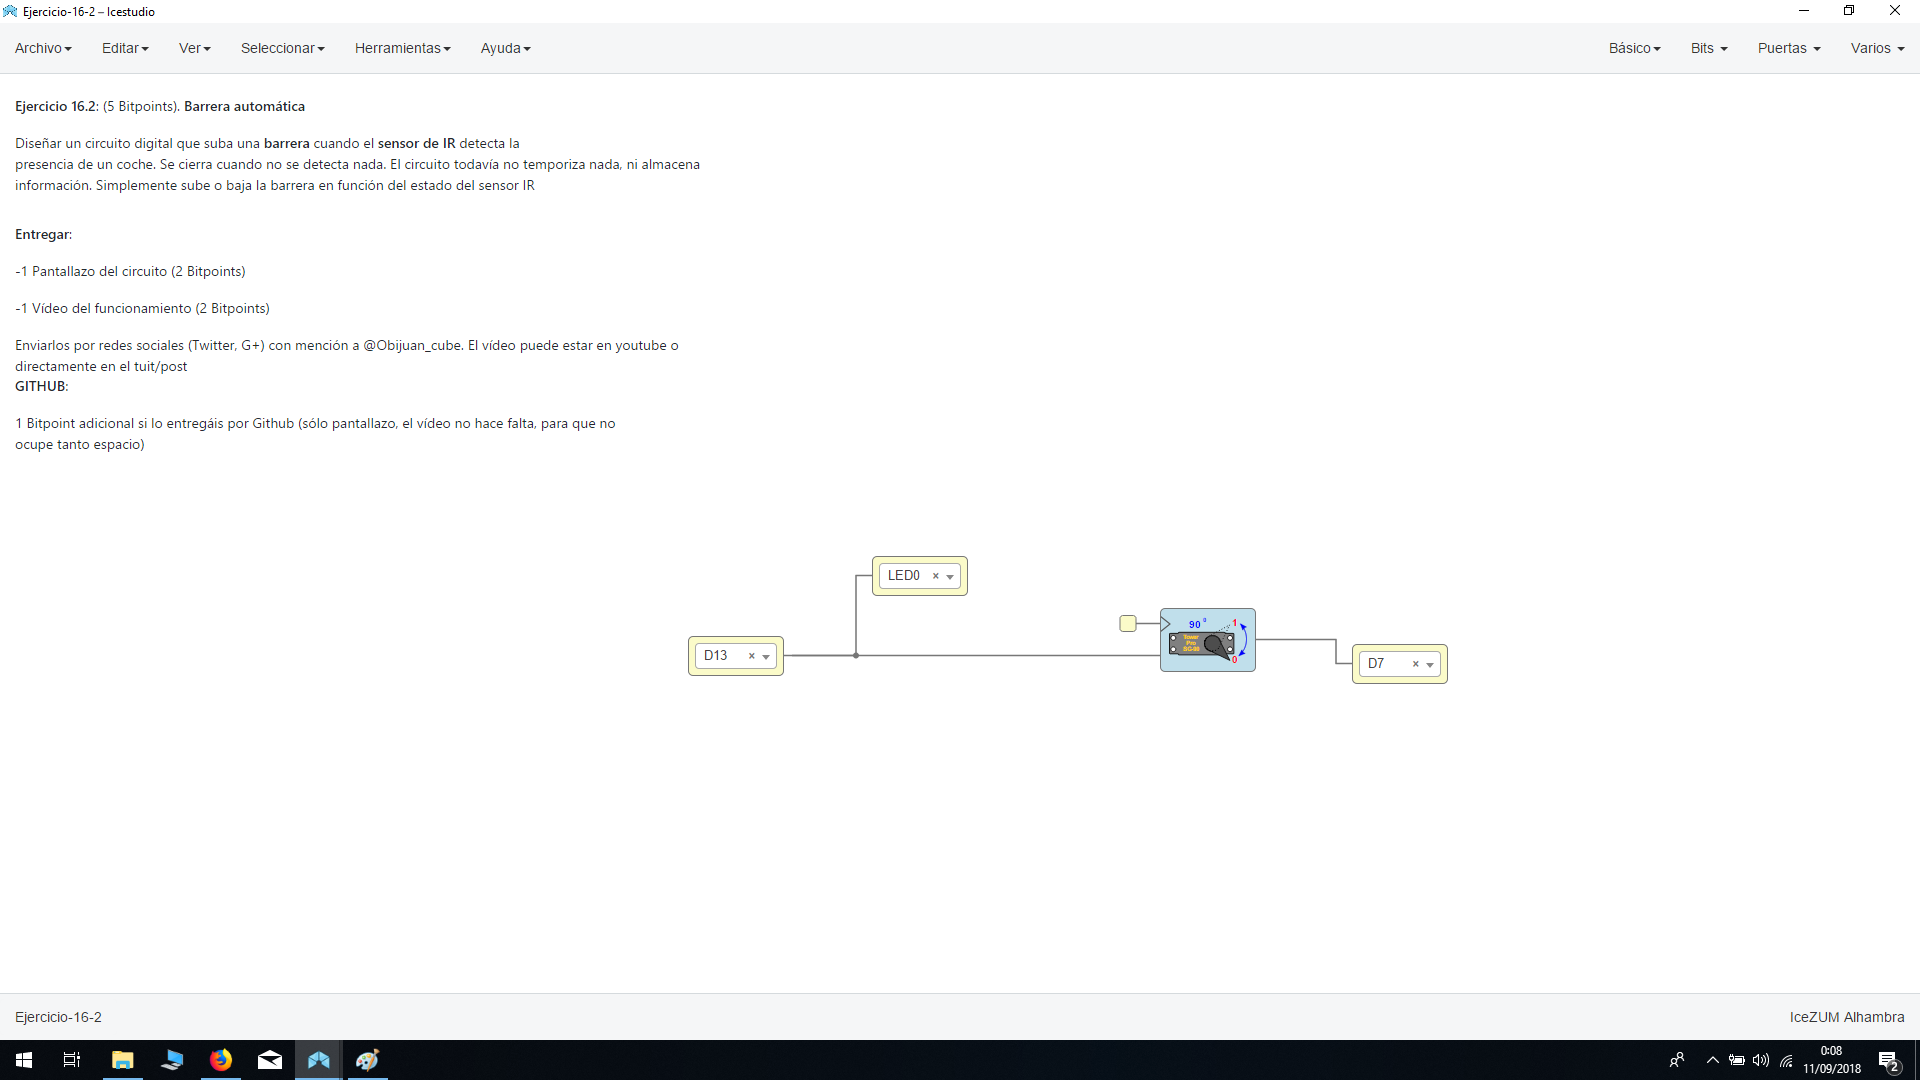 Ejercicio-16-2 – Icestudio
Archivo Editar Ver Seleccionar Herramientas Ayuda Básico Bits Puertas Varios
Ejercicio 16.2: (5 Bitpoints). Barrera automática
Diseñar un circuito digital que suba una barrera cuando el sensor de IR detecta la
presencia de un coche. Se cierra cuando no se detecta nada. El circuito todavía no temporiza nada, ni almacena
información. Simplemente sube o baja la barrera en función del estado del sensor IR
Entregar:
-1 Pantallazo del circuito (2 Bitpoints)
-1 Vídeo del funcionamiento (2 Bitpoints)
Enviarlos por redes sociales (Twitter, G+) con mención a @Obijuan_cube. El vídeo puede estar en youtube o
directamente en el tuit/post
GITHUB:
1 Bitpoint adicional si lo entregáis por Github (sólo pantallazo, el vídeo no hace falta, para que no
ocupe tanto espacio)
LED0 ×
90 º 1
Tower
Pro
SG-90
0
D13 ×
D7 ×
Ejercicio-16-2 IceZUM Alhambra
0:08
11/09/2018
2